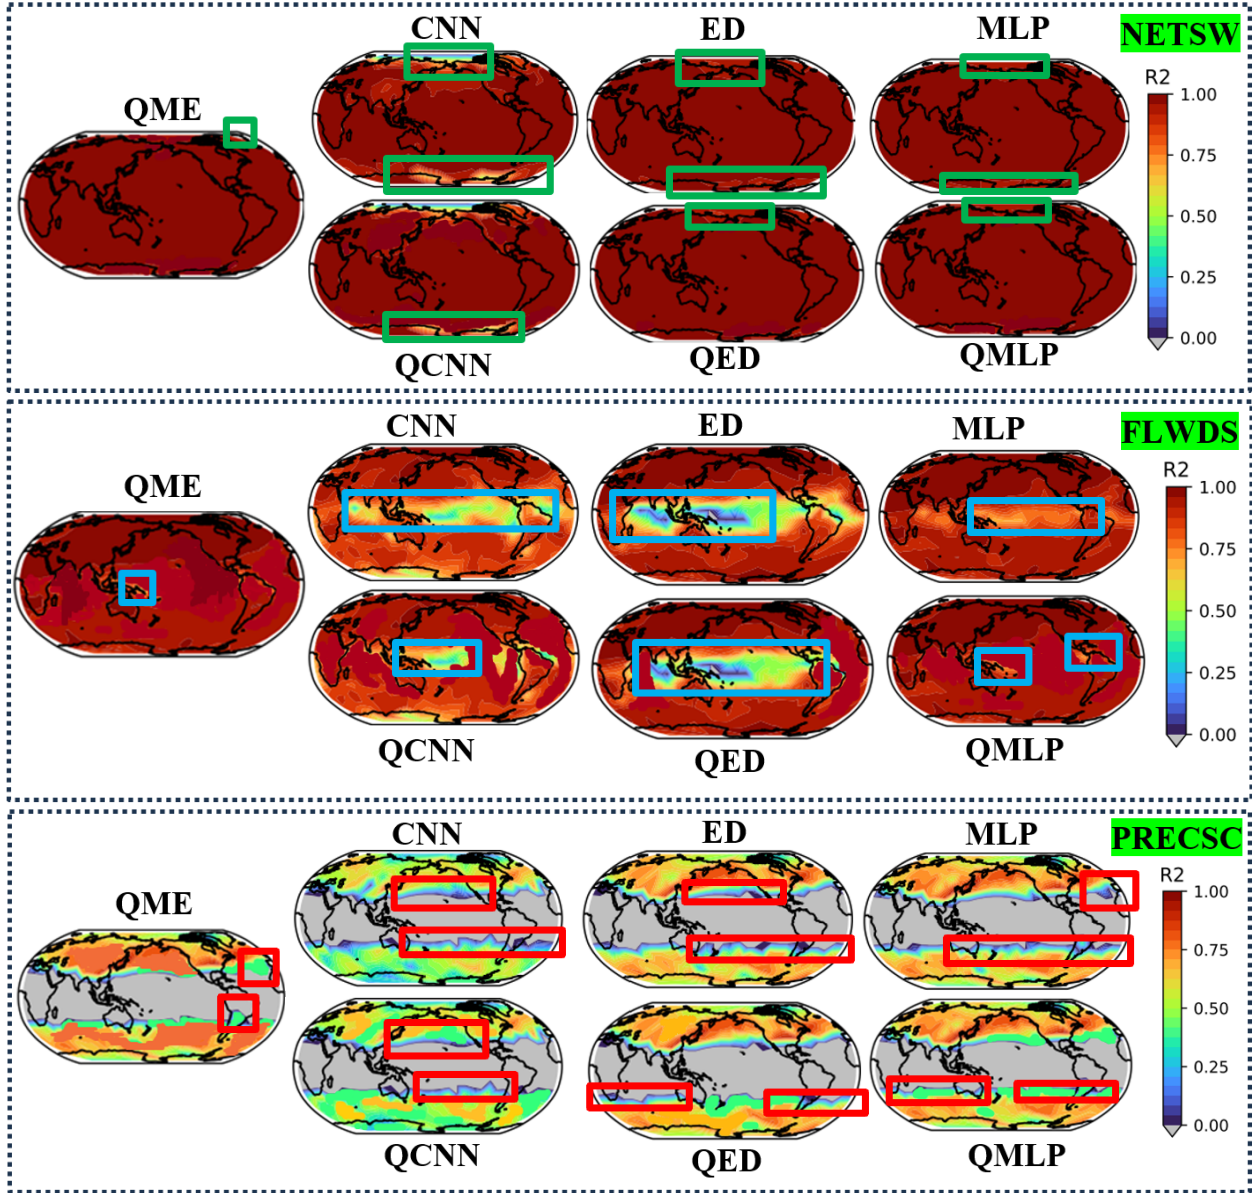 CNN
ED
MLP
NETSW
QME
R2
1.00
0.75
0.50
0.25
0.00
QCNN
QED
QMLP
CNN
ED
MLP
FLWDS
QME
R2
1.00
0.75
0.50
0.25
0.00
QCNN
QED
QMLP
CNN
ED
MLP
PRECSC
QME
R2
1.00
0.75
0.50
0.25
0.00
QCNN
QED
QMLP